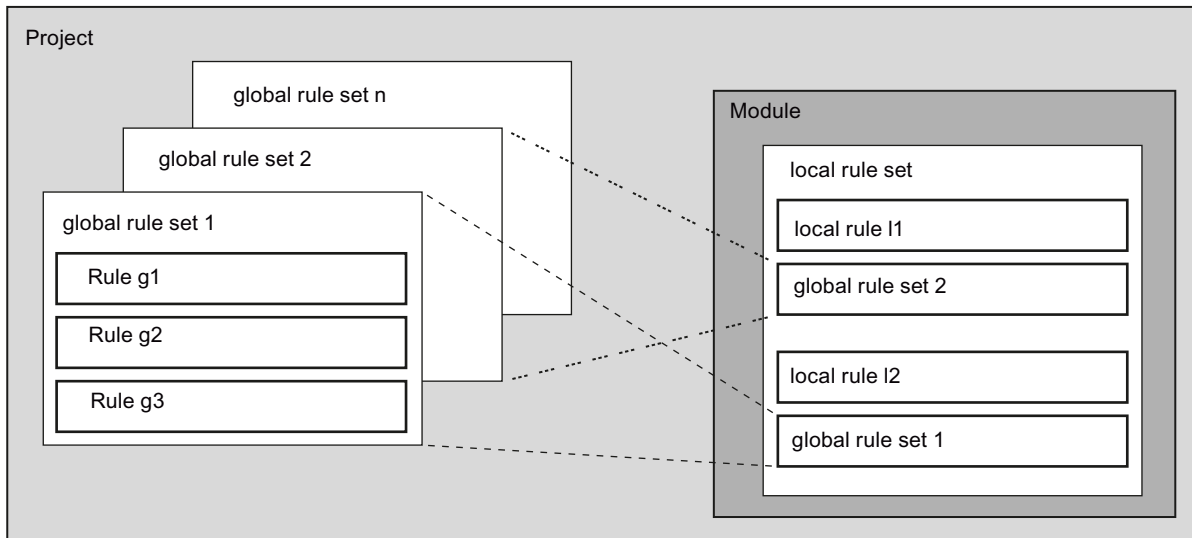 Project
global rule set n
global rule set 2
global rule set 1
Rule g1
Rule g2
Rule g3
Module
local rule set
local rule l1
global rule set 2
local rule l2
global rule set 1